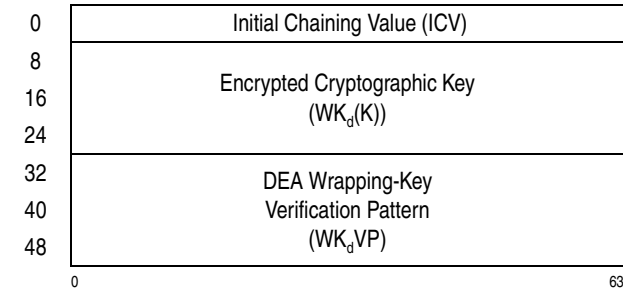 0 Initial Chaining Value (ICV)
8
Encrypted Cryptographic Key
16
(WKd(K))
24
32
DEA Wrapping-Key
40 Verification Pattern
48 (WKdVP)
0 63